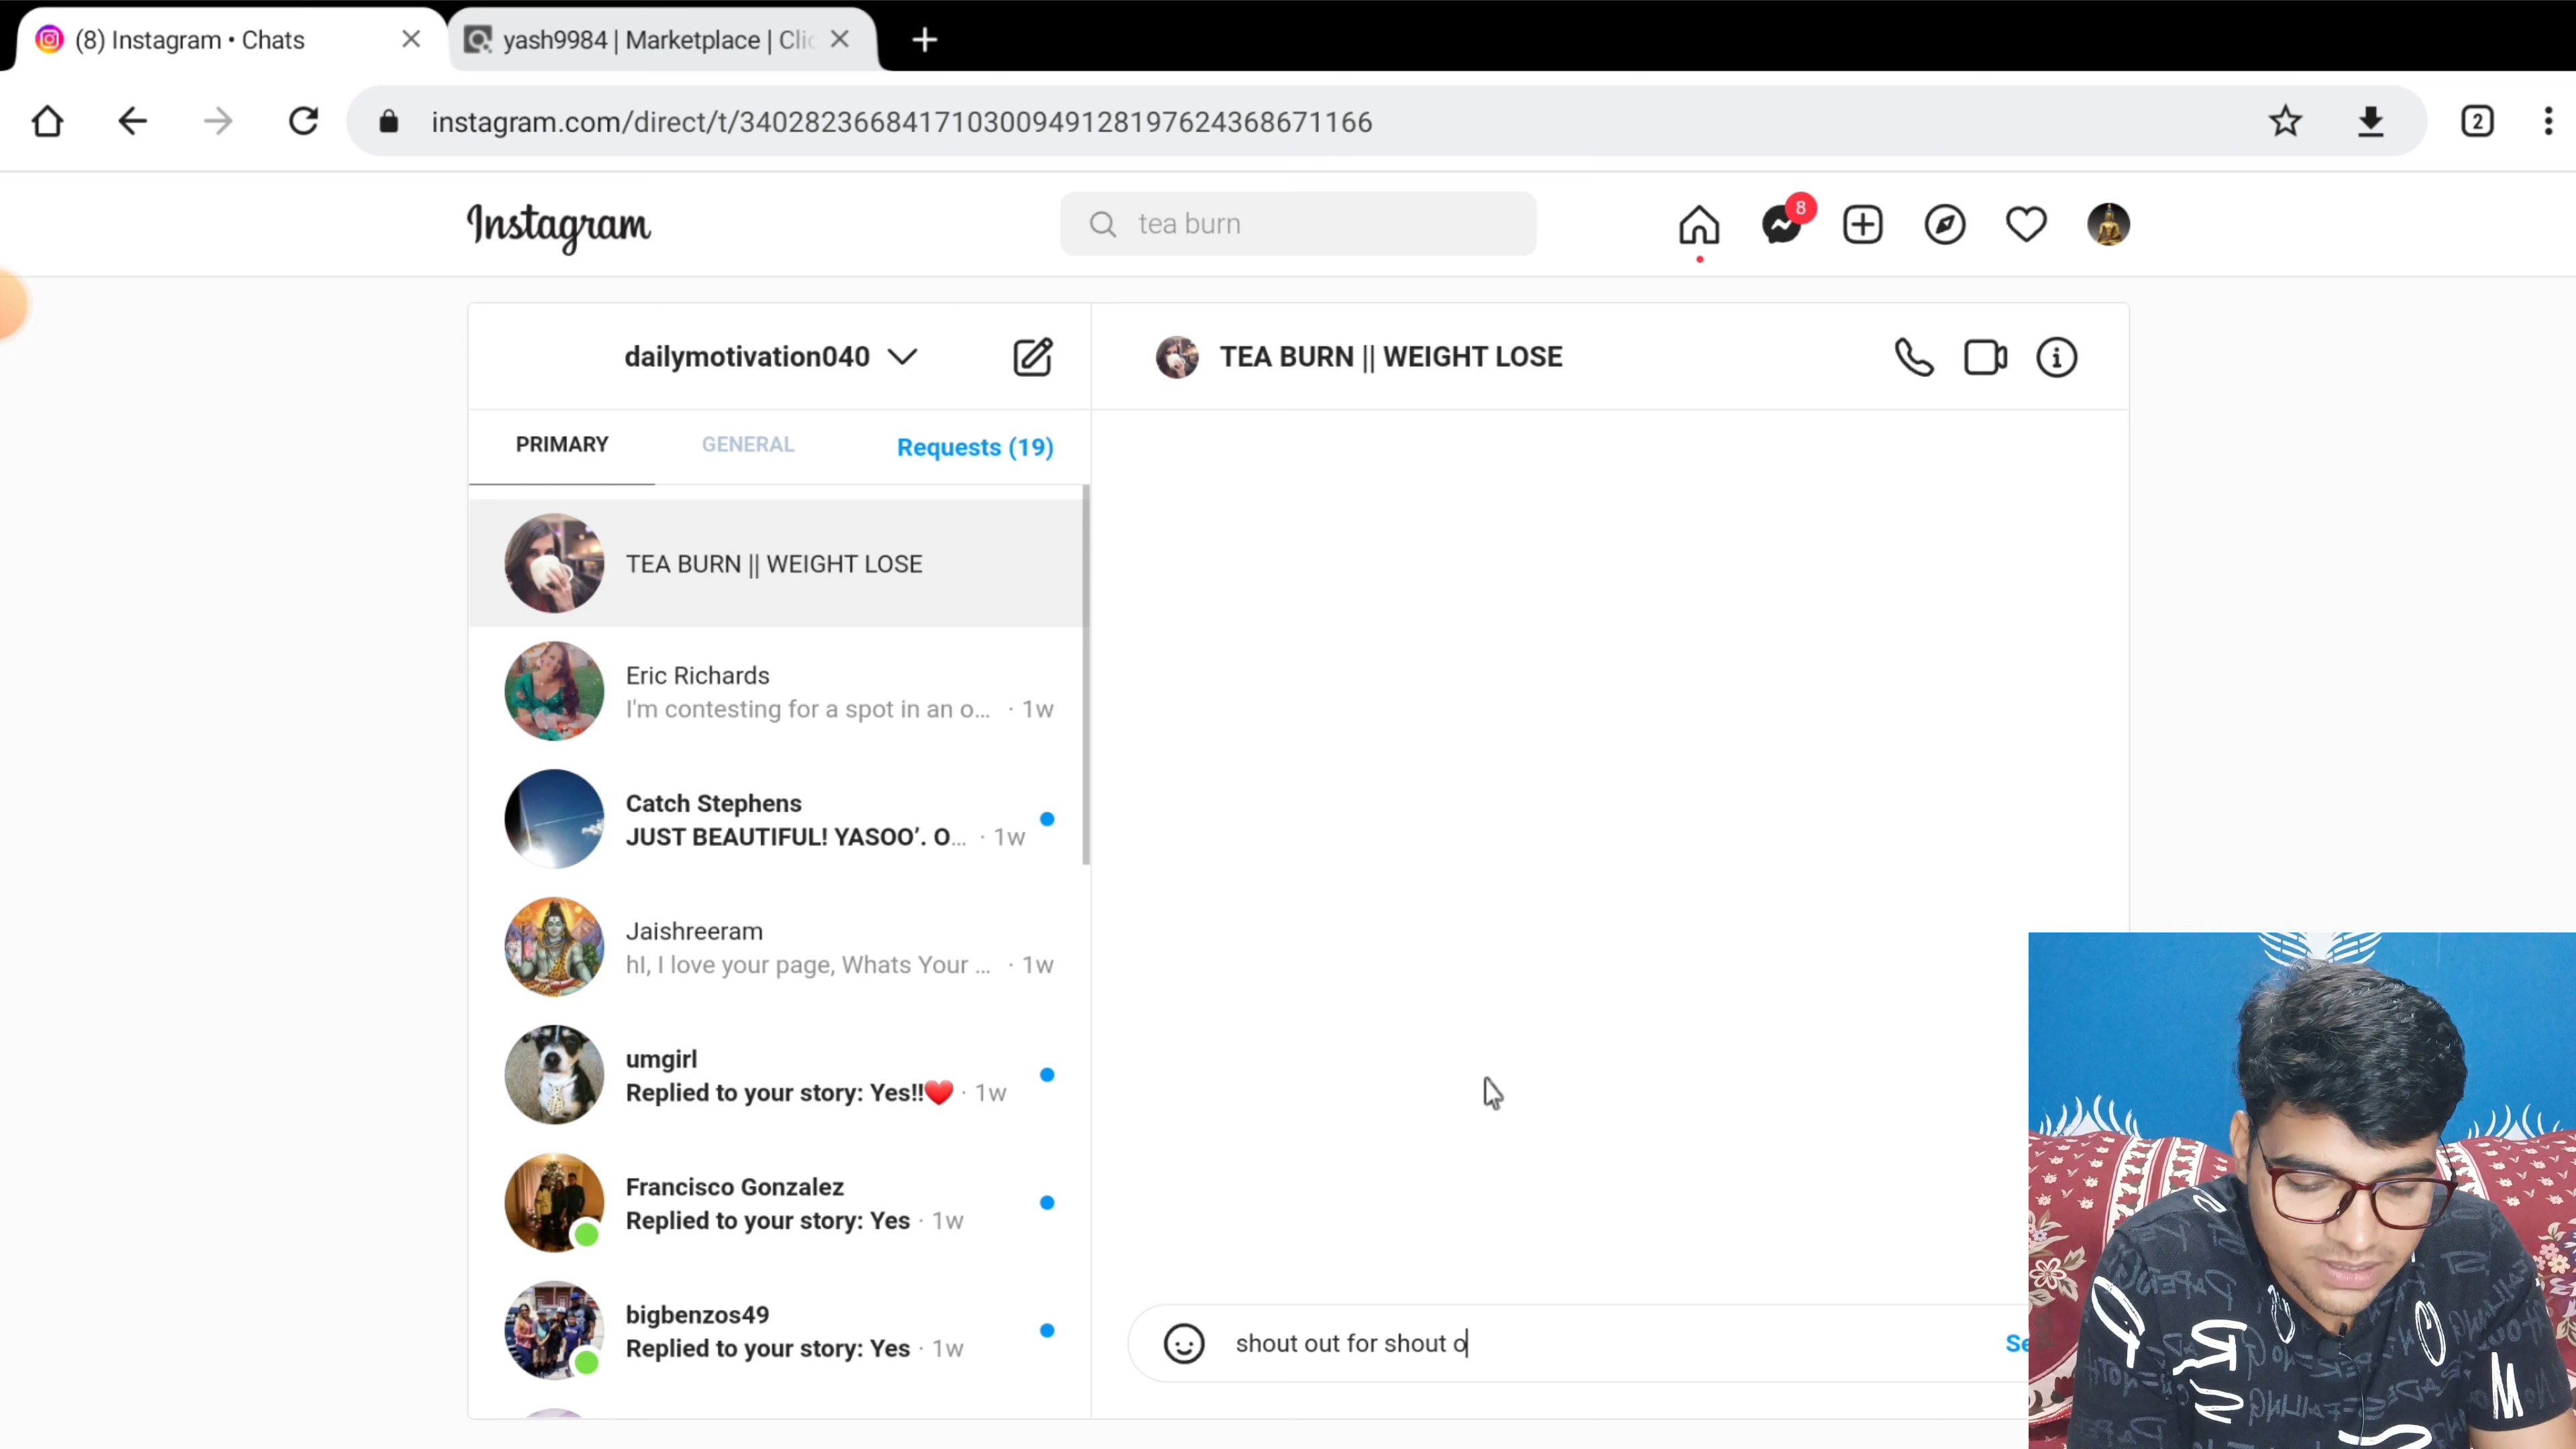 (8) Instagram • Chats
yash9984 | Marketplace | Clic
instagram.com/direct/t/340282366841710300949128197624368671166
2
Instagram
tea burn
8
dailymotivation040
TEA BURN || WEIGHT LOSE
PRIMARY
GENERAL
Requests (19)
TEA BURN || WEIGHT LOSE
Eric Richards
I'm contesting for a spot in an o... · 1w
Catch Stephens
JUST BEAUTIFUL! YASOO’. O... · 1w
Jaishreeram
hI, I love your page, Whats Your ... · 1w
umgirl
Replied to your story: Yes!!❤️ · 1w
Francisco Gonzalez
Replied to your story: Yes · 1w
bigbenzos49
Replied to your story: Yes · 1w
shout out for shout o
Se